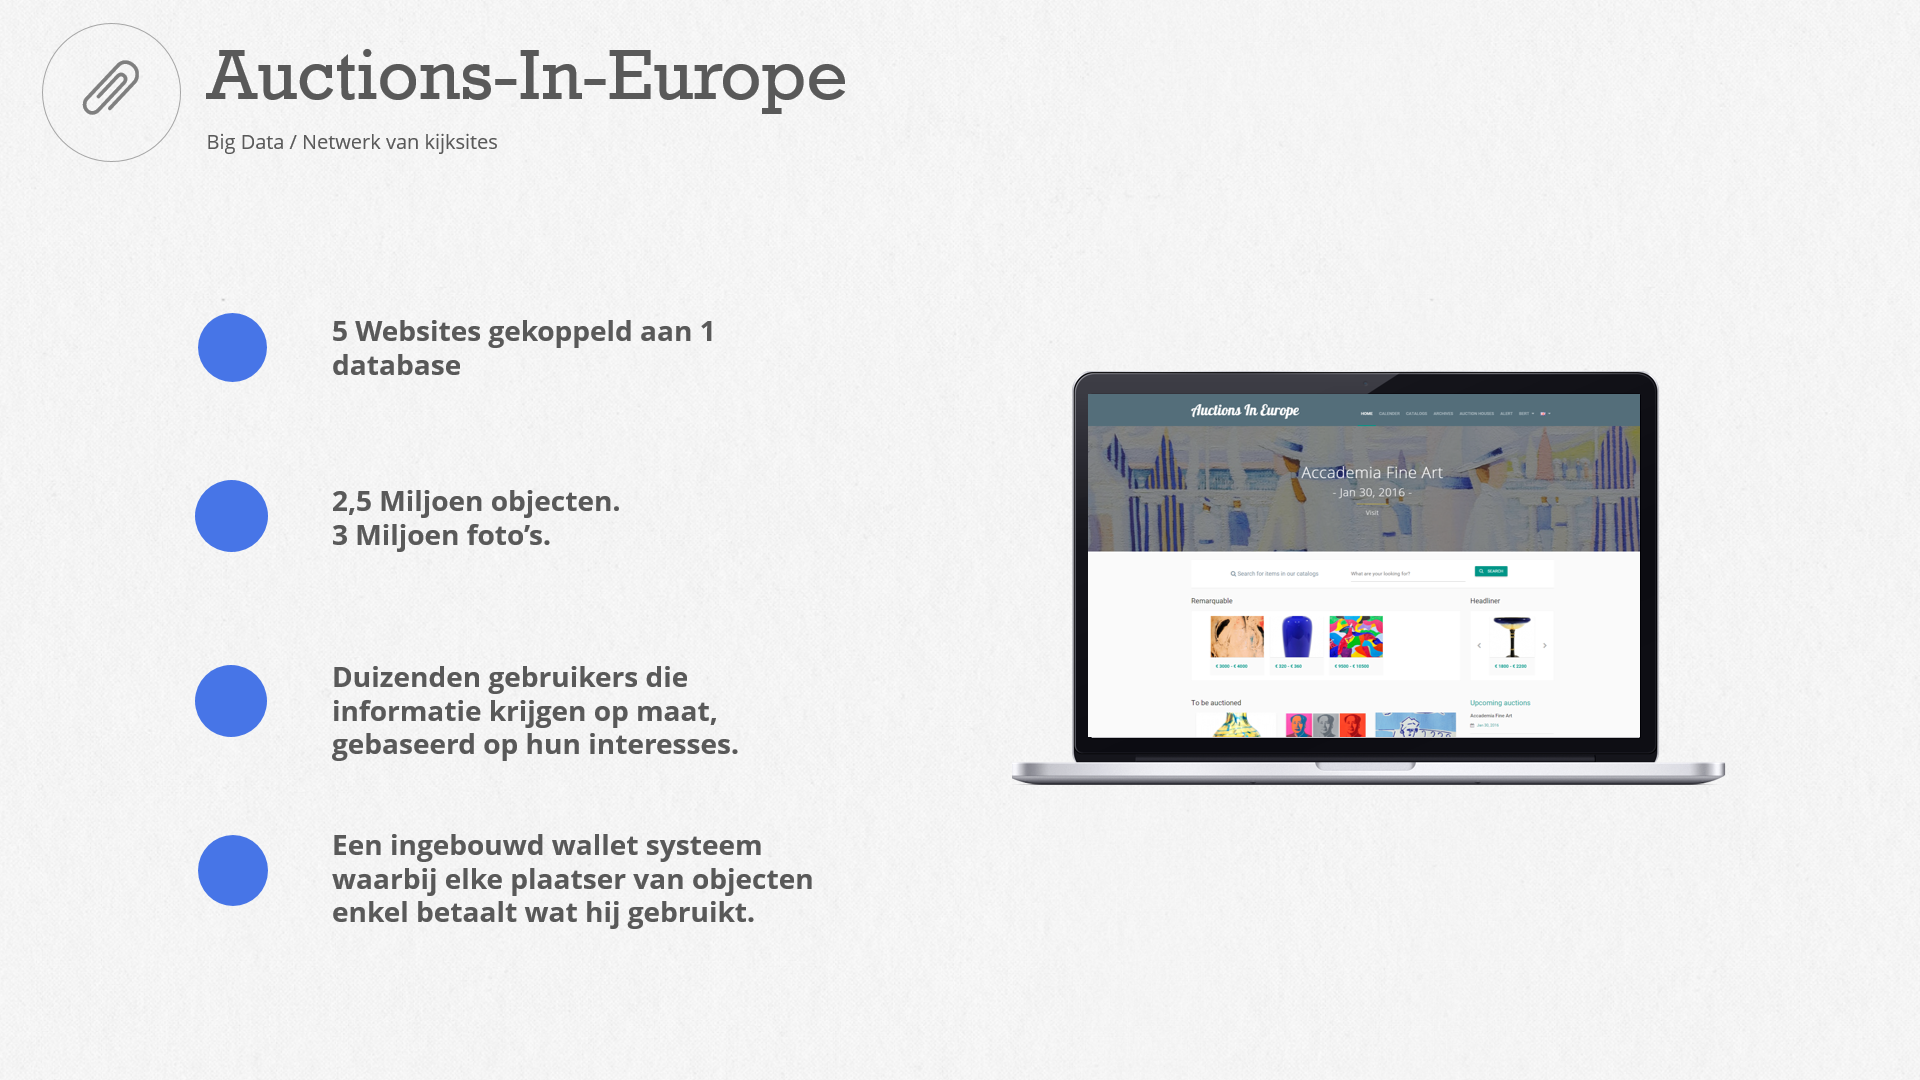 Auctions-In-Europe
Big Data / Netwerk van kijksites
5 Websites gekoppeld aan 1
database
2,5 Miljoen objecten.
3 Miljoen foto’s.
Duizenden gebruikers die
informatie krijgen op maat,
gebaseerd op hun interesses.
Een ingebouwd wallet systeem
waarbij elke plaatser van objecten
enkel betaalt wat hij gebruikt.
Auctions In Europe
HOME CALENDER CATALOGS ARCHIVES AUCTION HOUSES ALERT BERT
Accademia Fine Art
- Jan 30, 2016 -
Visit
Search for items in our catalogs What are your looking for? SEARCH
Remarquable Headliner
€ 3000 - € 4000 € 320 - € 360 € 9500 - € 10500 € 1800 - € 2200
To be auctioned Upcoming auctions
Accademia Fine Art
Jan 30, 2016